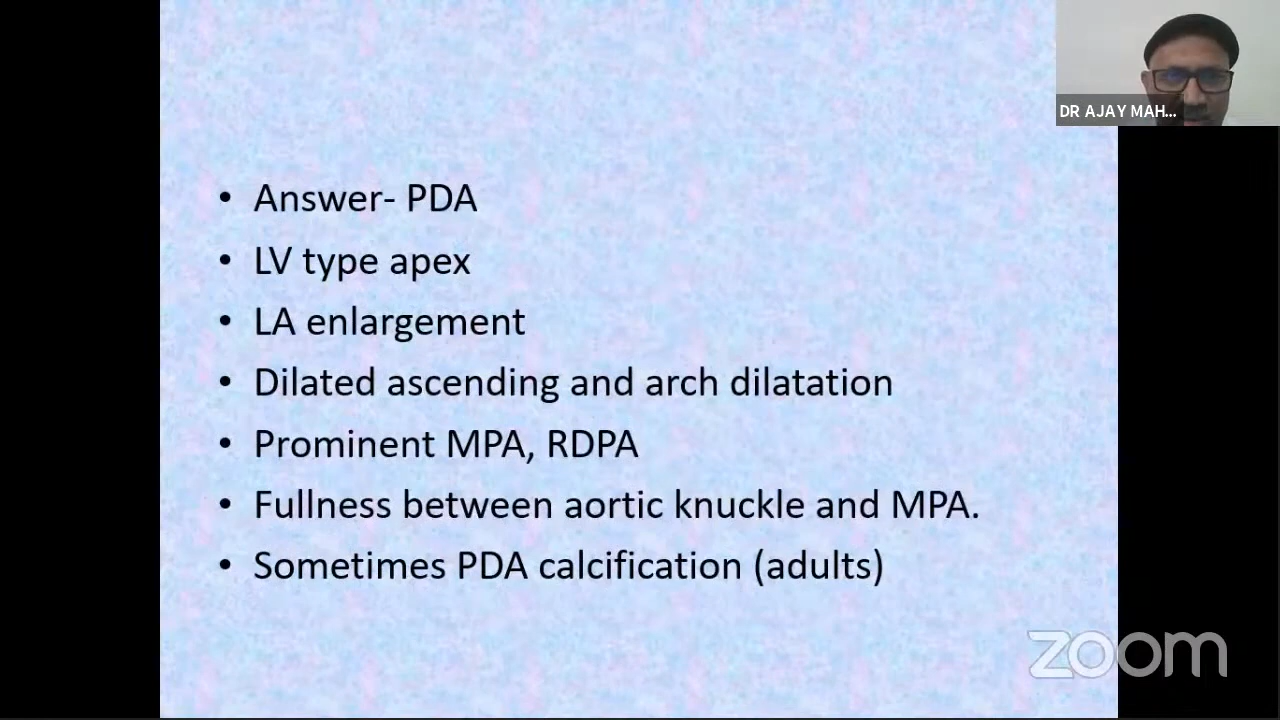 DR AJAY MAH...
• Answer- PDA
• LV type apex
• LA enlargement
• Dilated ascending and arch dilatation
• Prominent MPA, RDPA
• Fullness between aortic knuckle and MPA.
• Sometimes PDA calcification (adults)
zoom